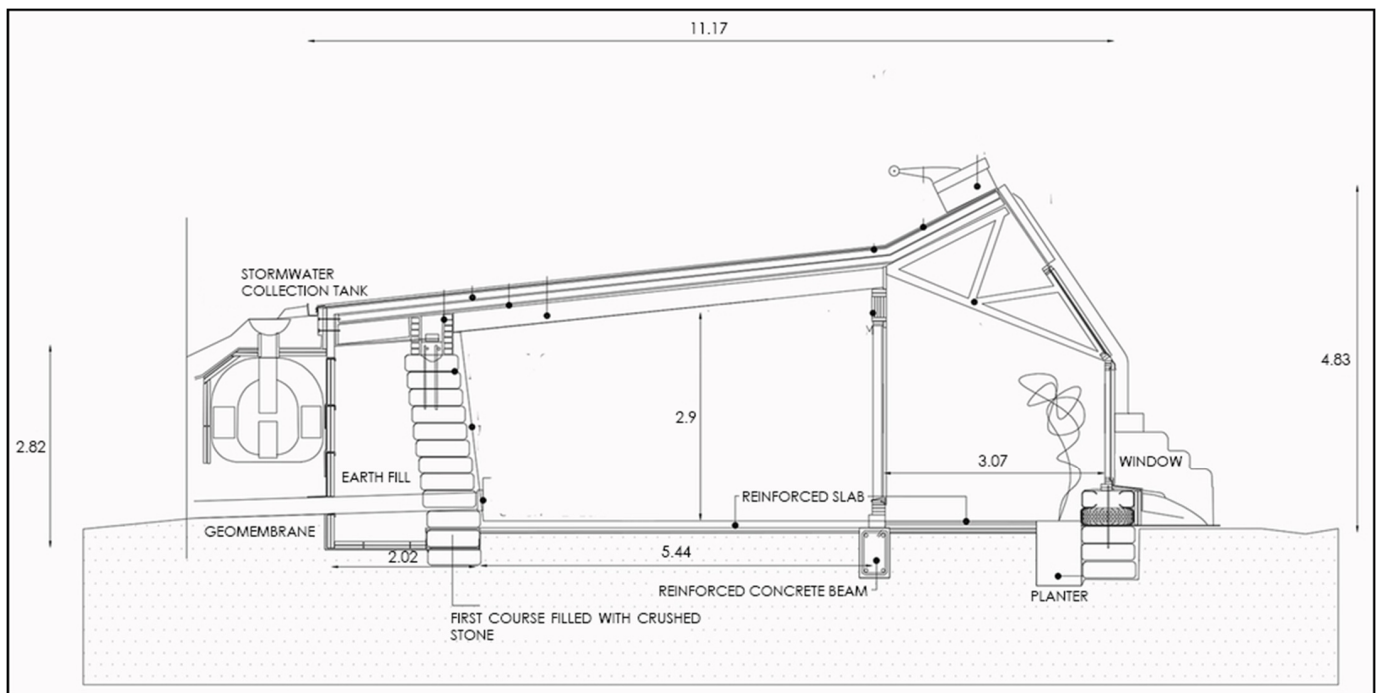 11.17
STORMWATER
COLLECTION TANK
4.83
2.9
2.82
3.07
WINDOW
EARTH FILL
REINFORCED SLAB
GEOMEMBRANE
2.02
5.44
REINFORCED CONCRETE BEAM
PLANTER
FIRST COURSE FILLED WITH CRUSHED
STONE